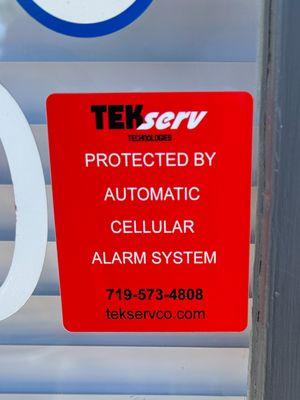 TEKserv
TECHNOLOGIES
PROTECTED BY
AUTOMATIC
CELLULAR
ALARM SYSTEM
719-573-4808
tekservco.com